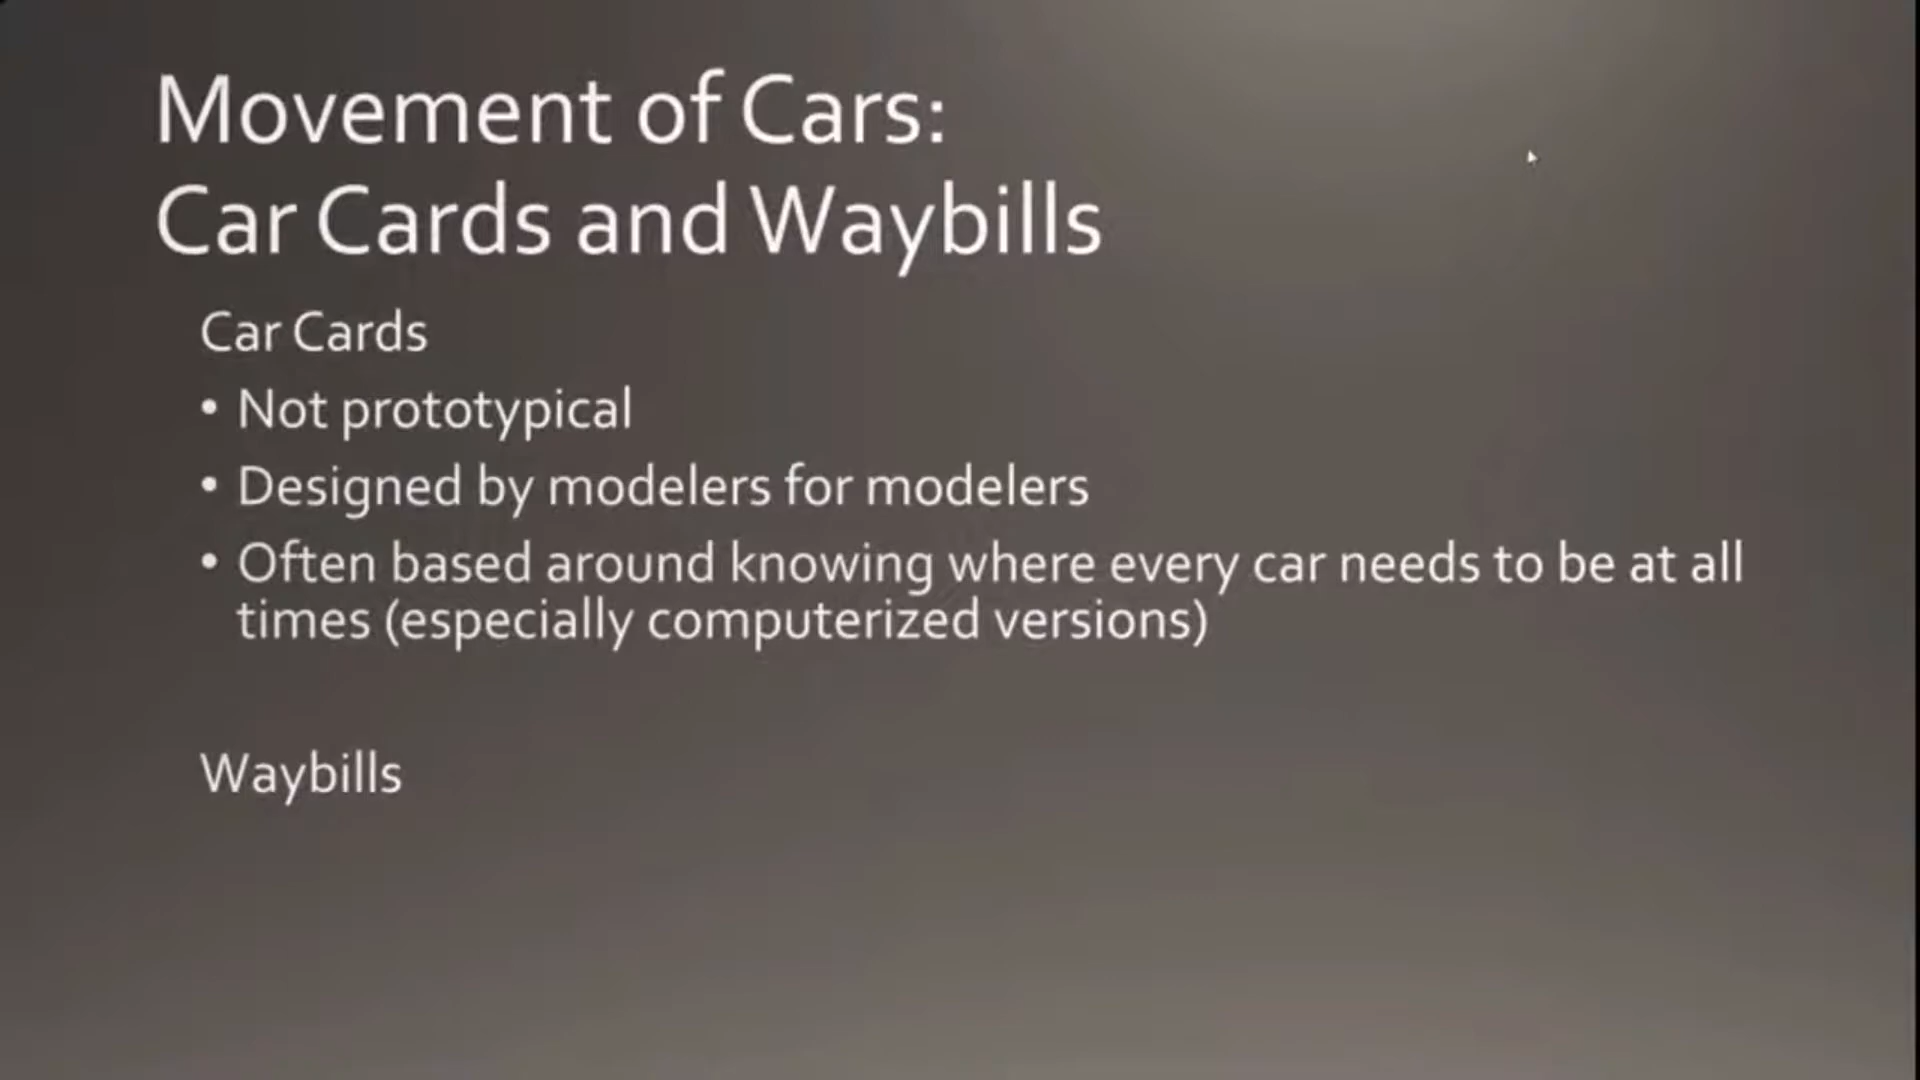 Movement of Cars:
Car Cards and Waybills
Car Cards
• Not prototypical
• Designed by modelers for modelers
• Often based around knowing where every car needs to be at all
times (especially computerized versions)
Waybills